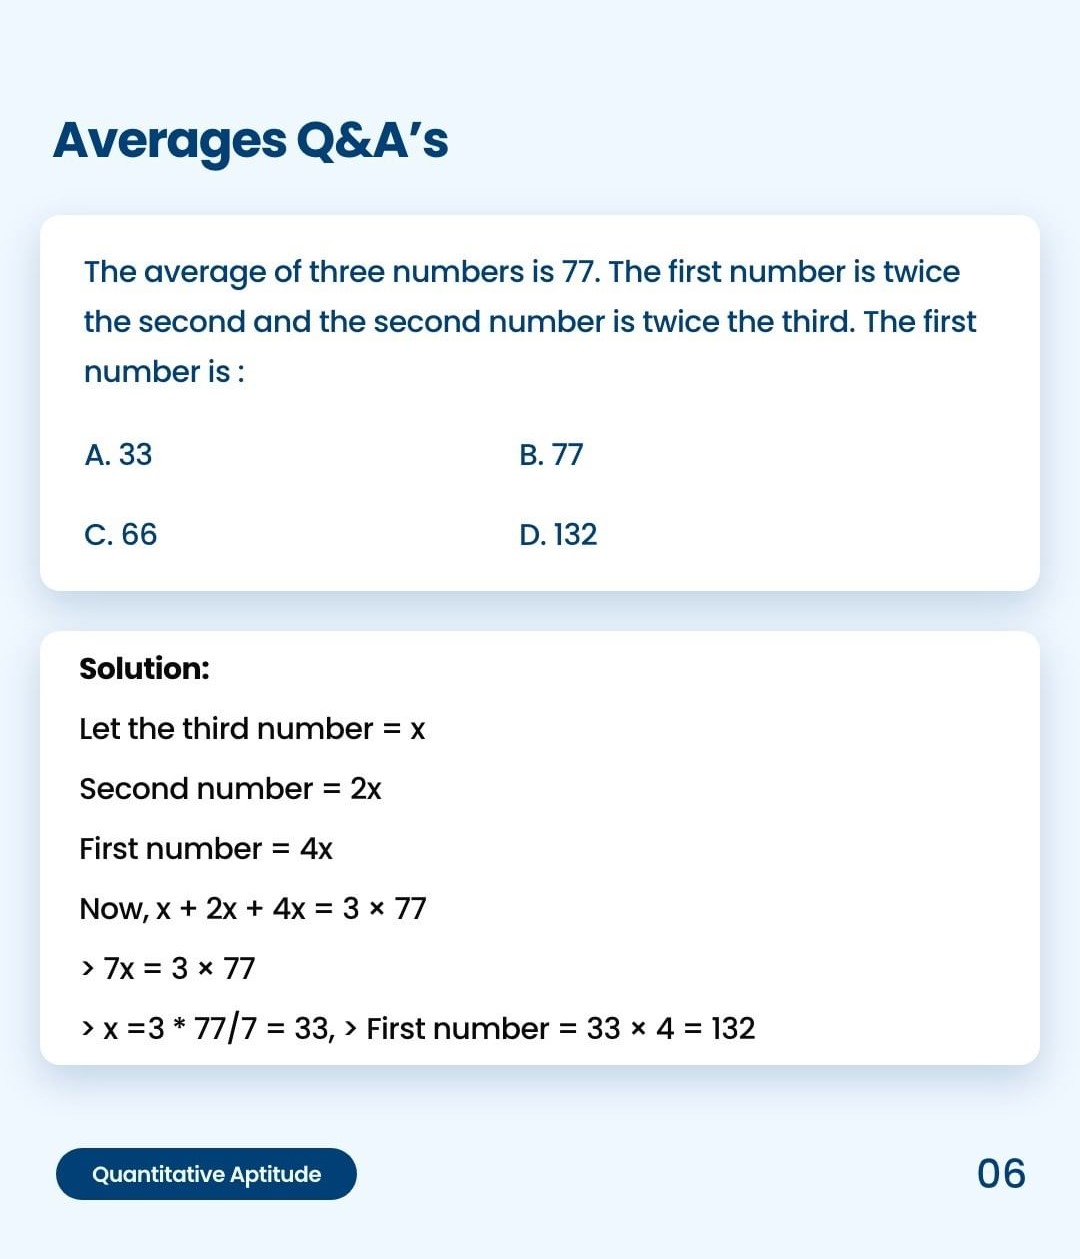 Averages Q&A’s
The average of three numbers is 77. The first number is twice
the second and the second number is twice the third. The first
number is :
A. 33
B. 77
C. 66
D. 132
Solution:
Let the third number = x
Second number = 2x
First number = 4x
Now, x + 2x + 4x = 3 × 77
> 7x = 3 × 77
> x =3 * 77/7 = 33, > First number = 33 × 4 = 132
Quantitative Aptitude
06